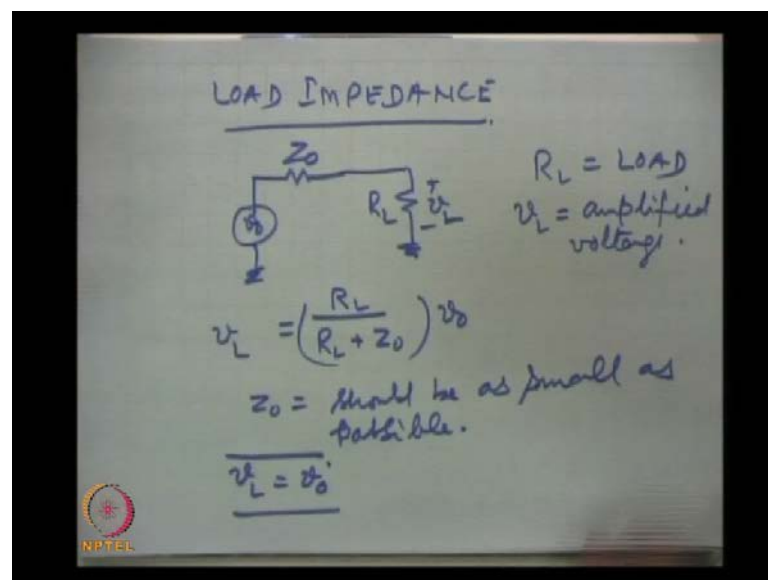 LOAD IMPEDANCE
Z0
v0
RL
+
vL
-
RL = LOAD
vL = amplified
voltage.
vL = (RL / (RL + Z0)) v0
Z0 = should be as small as
possible.
vL = v0
NPTEL